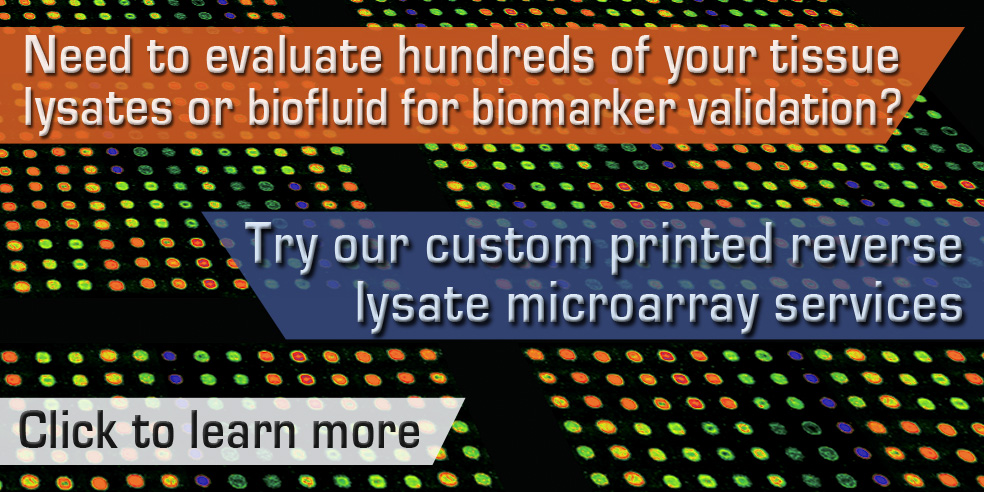 Need to evaluate hundreds of your tissue
lysates or biofluid for biomarker validation?
Try our custom printed reverse
lysate microarray services
Click to learn more